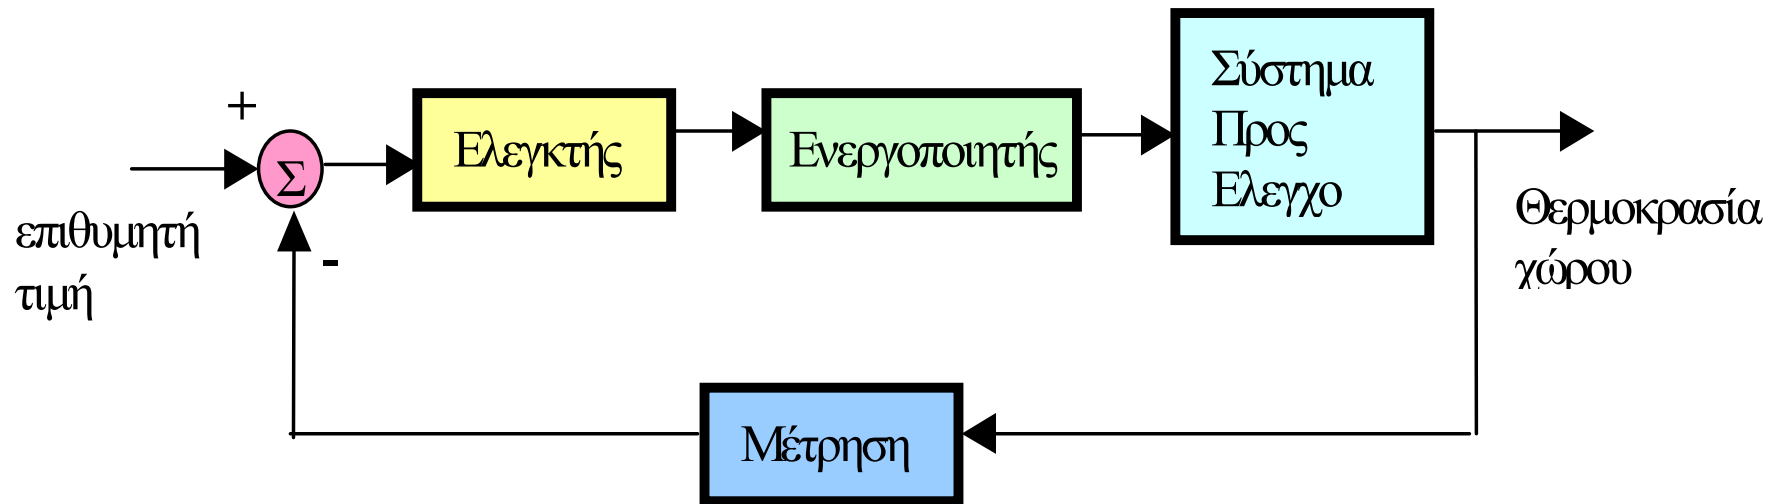 +
Σ
Ελεγκτής
Ενεργοποιητής
Σύστημα
Προς
Ελεγχο
επιθυμητή
τιμή
-
Θερμοκρασία
χώρου
Μέτρηση